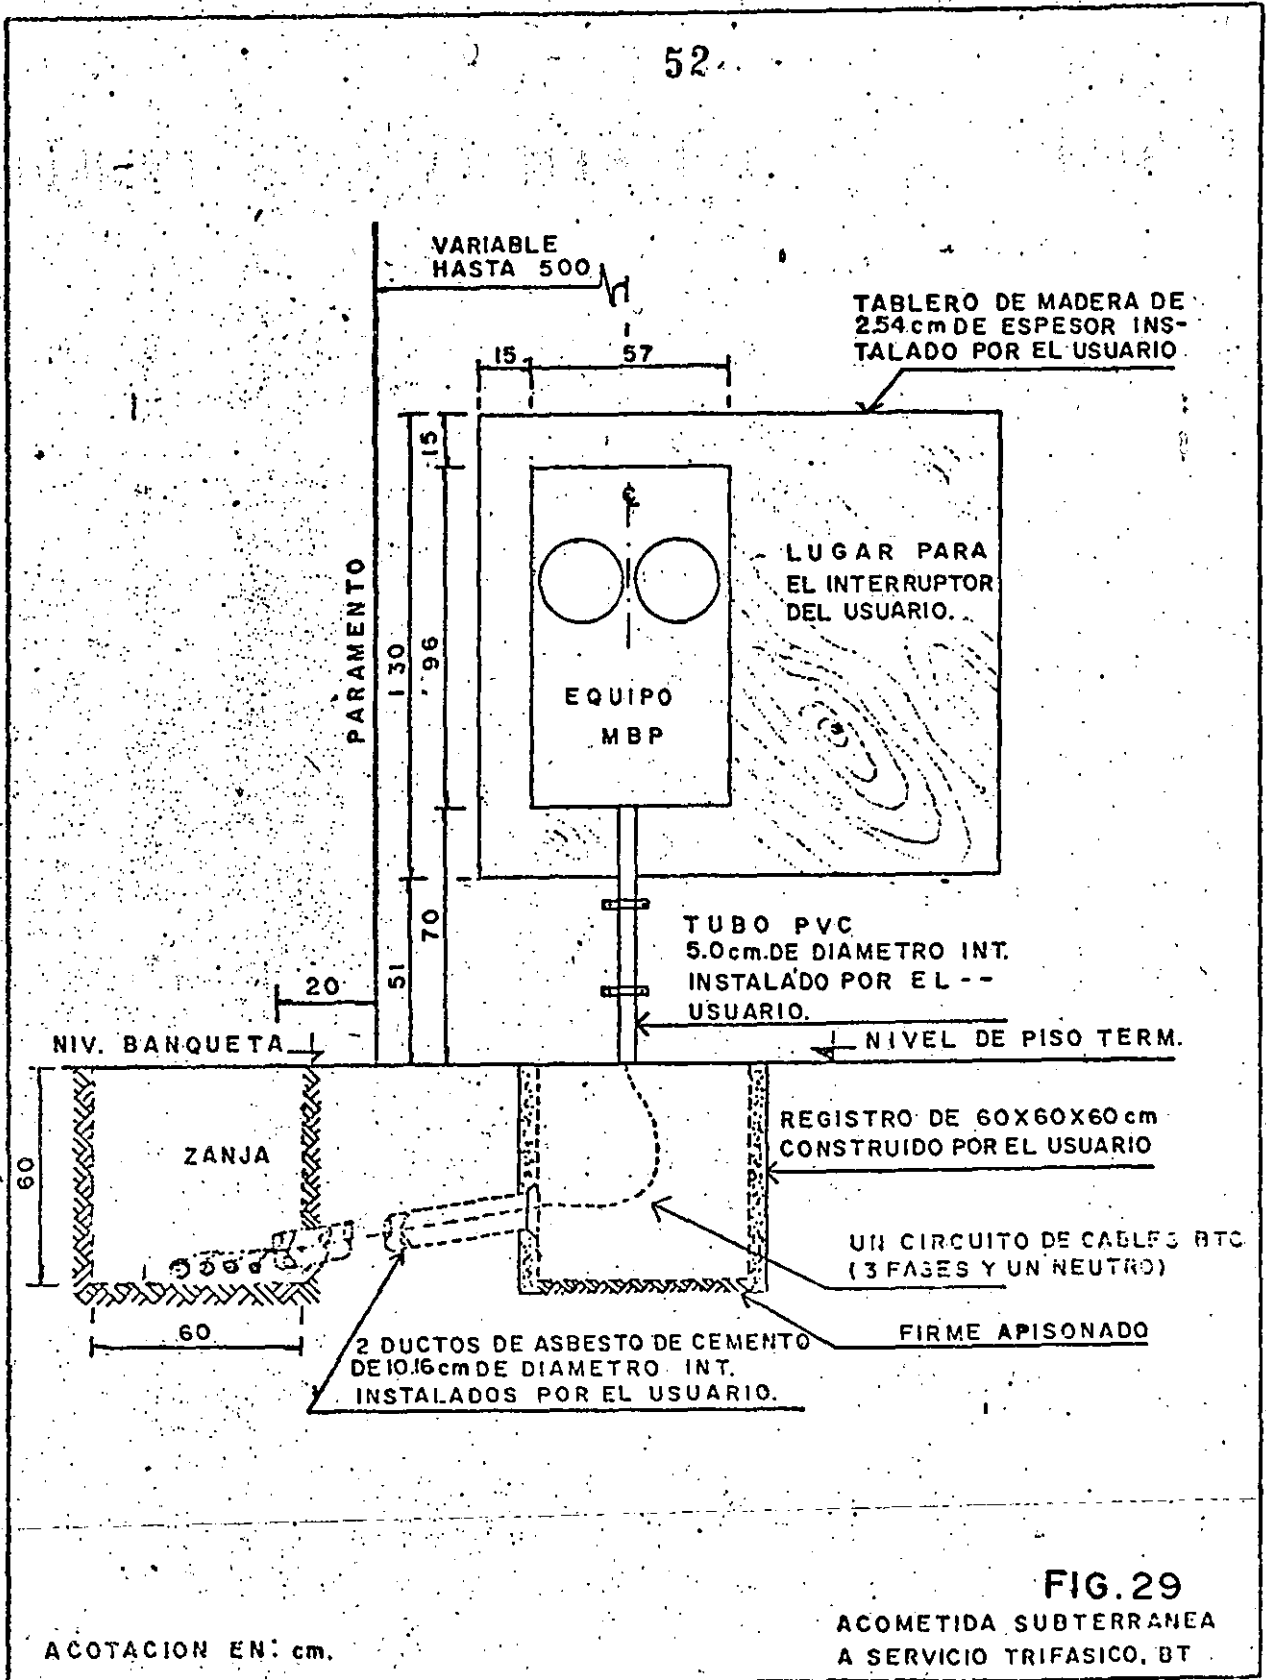 52
VARIABLE
HASTA 500
TABLERO DE MADERA DE
2.54 cm DE ESPESOR INS-
TALADO POR EL USUARIO
15
57
15
PARAMENTO
130
96
LUGAR PARA
EL INTERRUPTOR
DEL USUARIO.
EQUIPO
MBP
70
51
20
TUBO PVC
5.0 cm. DE DIAMETRO INT.
INSTALADO POR EL --
USUARIO.
NIV. BANQUETA
NIVEL DE PISO TERM.
60
ZANJA
REGISTRO DE 60X60X60 cm
CONSTRUIDO POR EL USUARIO
UN CIRCUITO DE CABLES BTC
(3 FASES Y UN NEUTRO)
60
2 DUCTOS DE ASBESTO DE CEMENTO
DE 10.16 cm DE DIAMETRO INT.
INSTALADOS POR EL USUARIO.
FIRME APISONADO
FIG. 29
ACOMETIDA SUBTERRANEA
A SERVICIO TRIFASICO, BT
ACOTACION EN: cm.